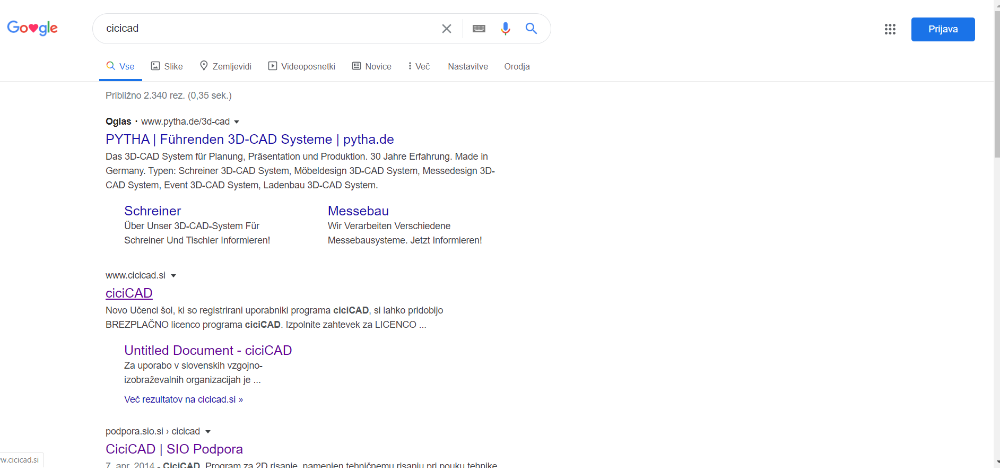 Go gle
cicicad
Prijava
Vse Slike Zemljevidi Videoposnetki Novice Več Nastavitve Orodja
Približno 2.340 rez. (0,35 sek.)
Oglas · www.pytha.de/3d-cad
PYTHA | Führenden 3D-CAD Systeme | pytha.de
Das 3D-CAD System für Planung, Präsentation und Produktion. 30 Jahre Erfahrung. Made in
Germany. Typen: Schreiner 3D-CAD System, Möbeldesign 3D-CAD System, Messedesign 3D-
CAD System, Event 3D-CAD System, Ladenbau 3D-CAD System.
Schreiner
Über Unser 3D-CAD-System Für
Schreiner Und Tischler Informieren!
Messebau
Wir Verarbeiten Verschiedene
Messebausysteme. Jetzt Informieren!
www.cicicad.si
ciciCAD
Novo Učenci šol, ki so registrirani uporabniki programa ciciCAD, si lahko pridobijo
BREZPLAČNO licenco programa ciciCAD. Izpolnite zahtevek za LICENCO ...
Untitled Document - ciciCAD
Za uporabo v slovenskih vzgojno-
izobraževalnih organizacijah je ...
Več rezultatov na cicicad.si »
podpora.sio.si › cicicad
CiciCAD | SIO Podpora
7. apr. 2014 - CiciCAD. Program za 2D risanje, namenjen tehničnemu risanju pri pouku tehnike
w.cicicad.si